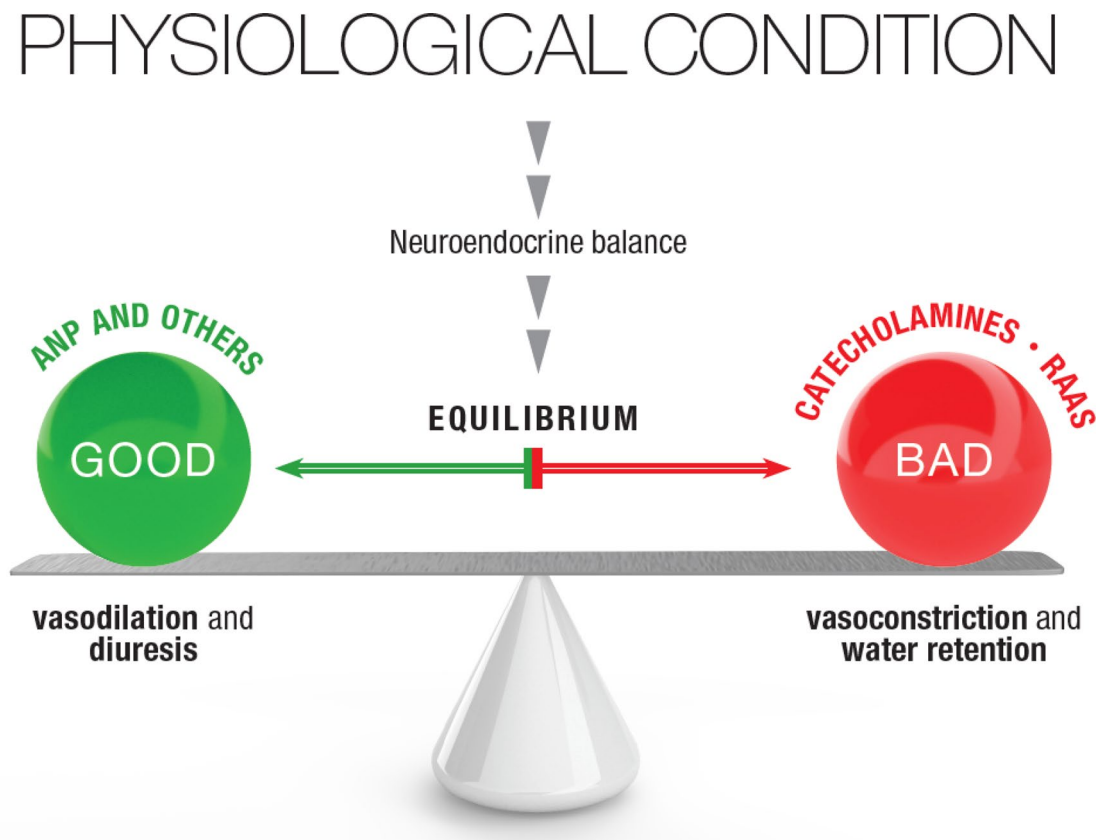 PHYSIOLOGICAL CONDITION
Neuroendocrine balance
ANP AND OTHERS
CATECHOLAMINES • RAAS
EQUILIBRIUM
GOOD
BAD
vasodilation and
diuresis
vasoconstriction and
water retention